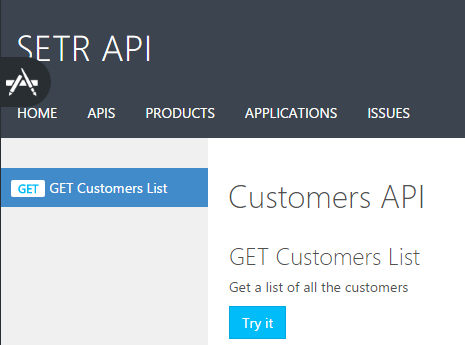 SETR API
HOME APIS PRODUCTS APPLICATIONS ISSUES
GET GET Customers List
Customers API
GET Customers List
Get a list of all the customers
Try it